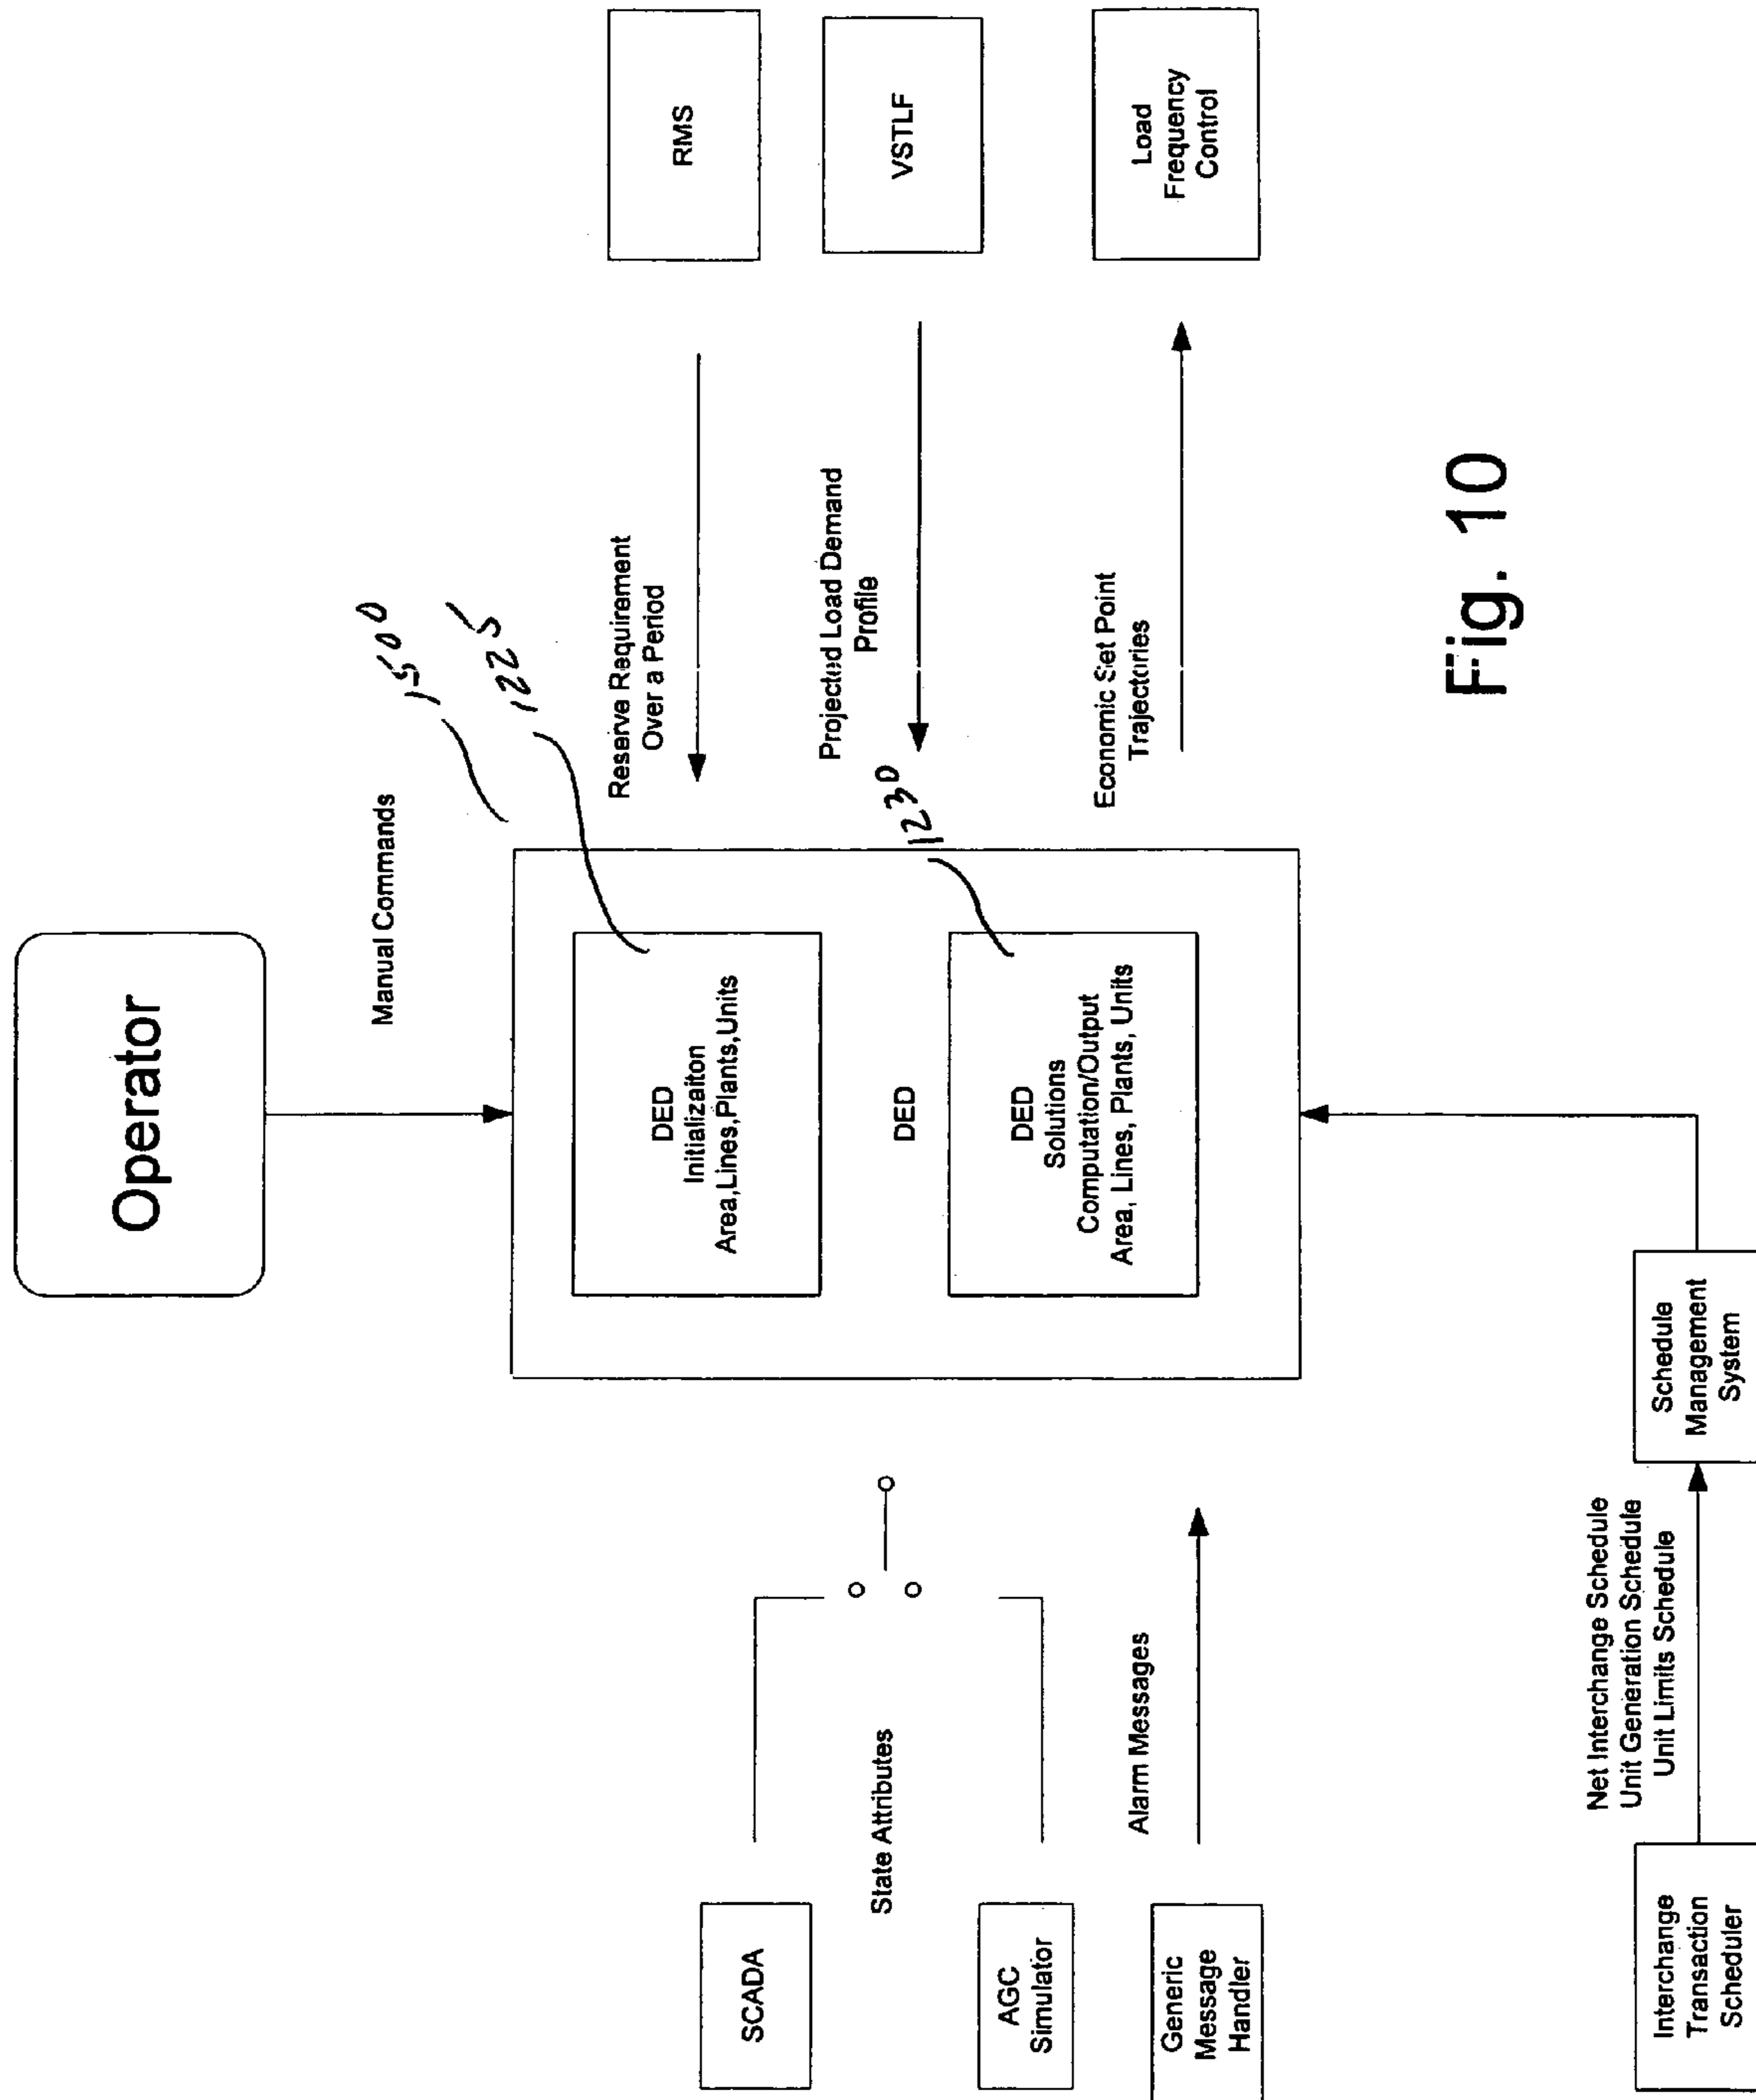 Operator
Manual Commands
1500
1225
DED
Initializaiton
Area,Lines,Plants,Units
DED
1230
DED
Solutions
Computation/Output
Area, Lines, Plants, Units
SCADA
State Attributes
AGC
Simulator
Alarm Messages
Generic
Message
Handler
RMS
Reserve Requirement
Over a Period
VSTLF
Projected Load Demand
Profile
Load
Frequency
Control
Economic Set Point
Trajectories
Interchange
Transaction
Scheduler
Net Interchange Schedule
Unit Generation Schedule
Unit Limits Schedule
Schedule
Management
System
Fig. 10